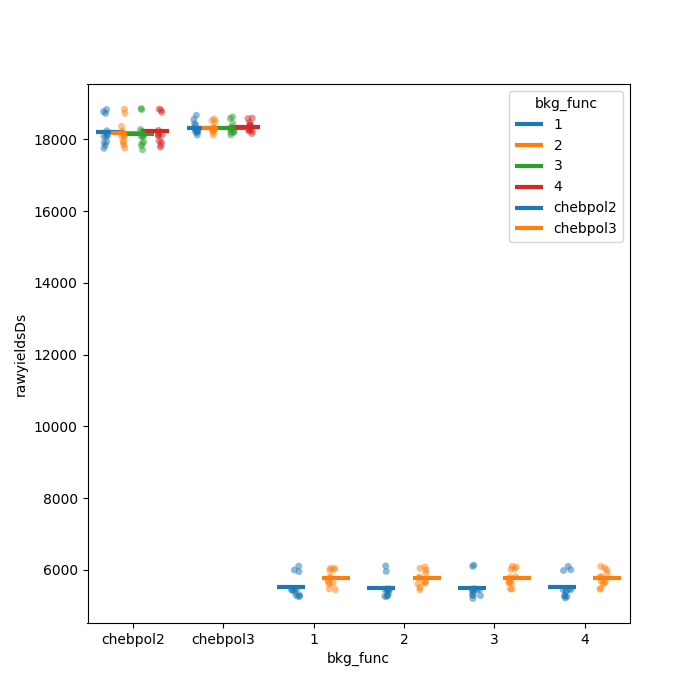 bkg_func
1
2
3
4
chebpol2
chebpol3
18000
16000
14000
12000
10000
8000
6000
rawyieldsDs
chebpol2 chebpol3 1 2 3 4
bkg_func